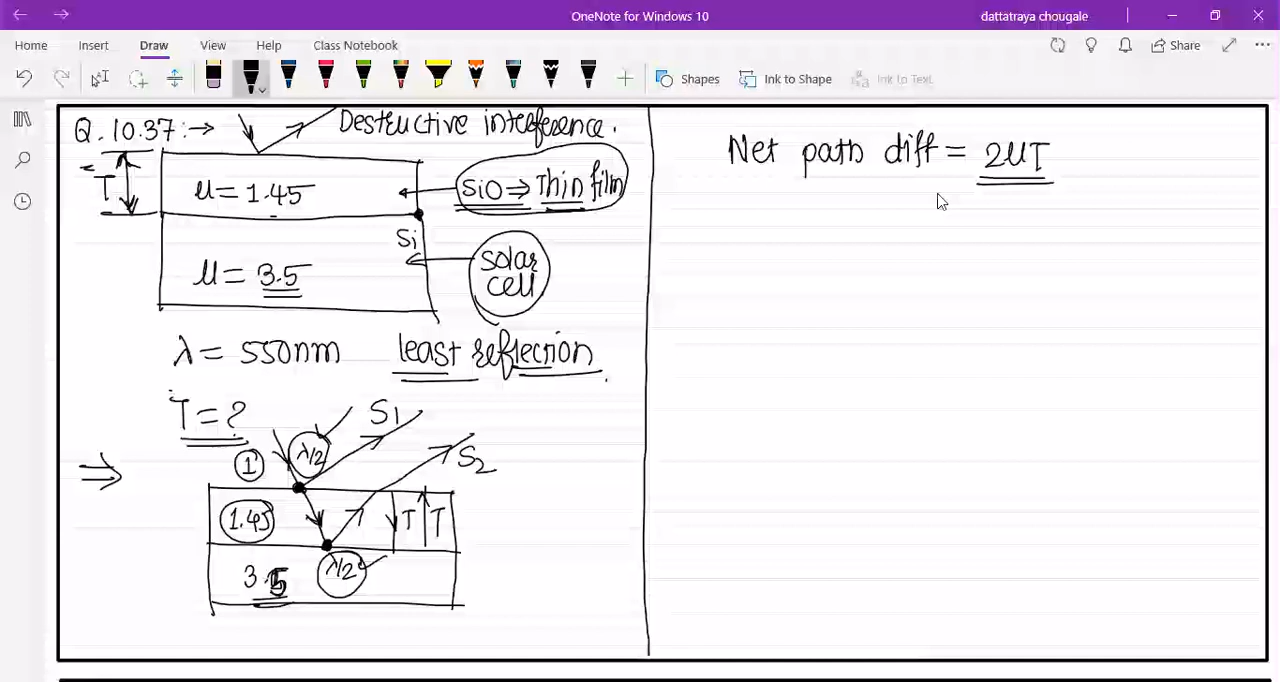 OneNote for Windows 10
dattatraya chougale
Home Insert Draw View Help Class Notebook
Share
Shapes Ink to Shape Ink to Text
Q. 10.37:→ Destructive interference.
T
μ = 1.45
SiO ⇒ Thin film
Si
μ = 3.5
solar
cell
λ = 550nm least reflection.
T = ?
⇒
1
λ/2
S1
S2
1.45
T T
3.5
λ/2
Net path diff = 2μT